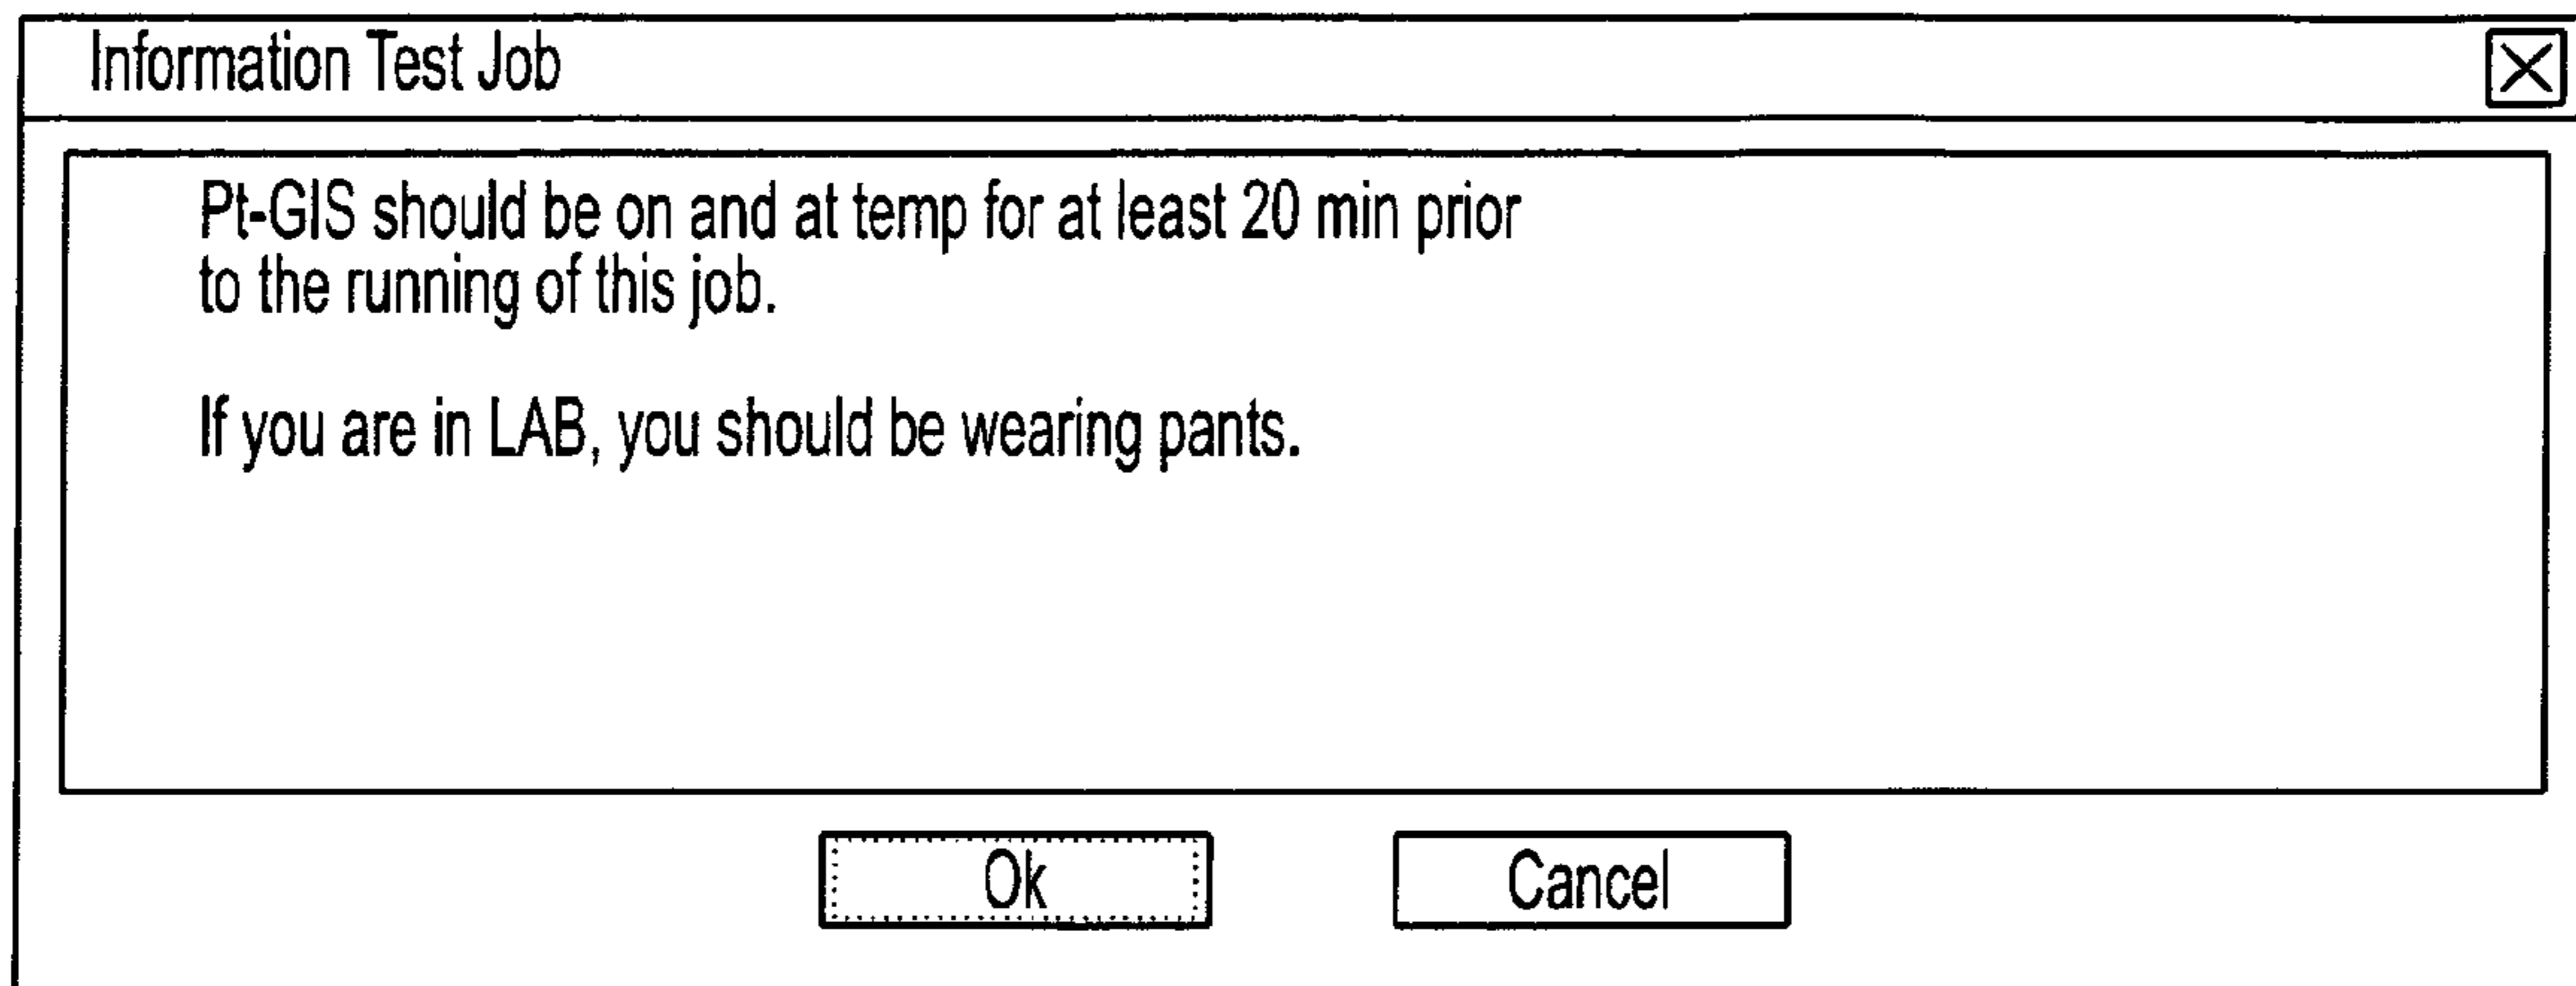 Information Test Job
Pt-GIS should be on and at temp for at least 20 min prior
to the running of this job.
If you are in LAB, you should be wearing pants.
Ok
Cancel